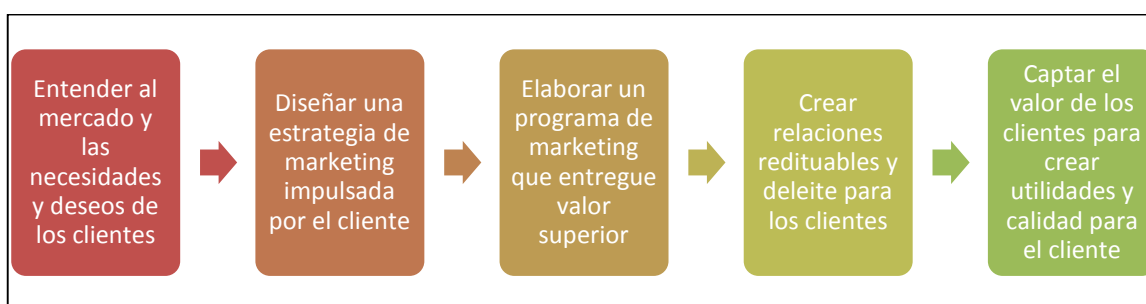 Entender al
mercado y
las
necesidades
y deseos de
los clientes
Diseñar una
estrategia de
marketing
impulsada
por el cliente
Elaborar un
programa de
marketing
que entregue
valor
superior
Crear
relaciones
redituables y
deleite para
los clientes
Captar el
valor de los
clientes para
crear
utilidades y
calidad para
el cliente